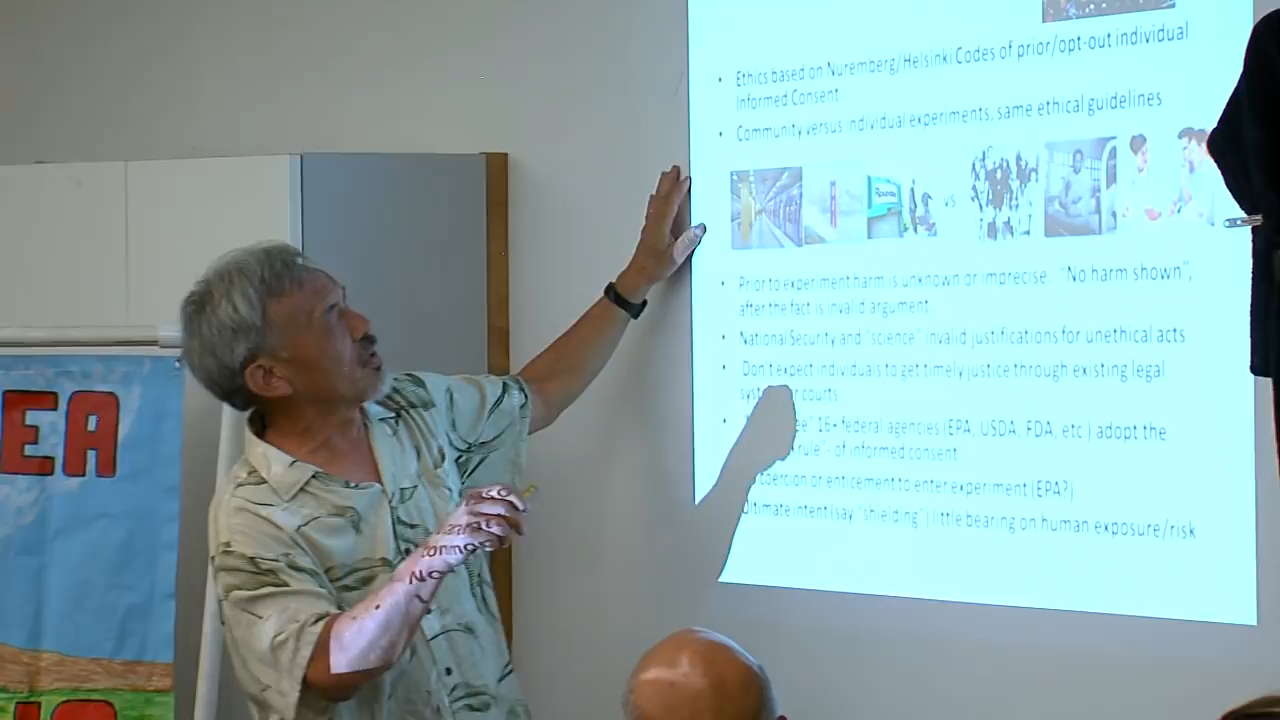 Ethics based on Nuremberg/Helsinki Codes of prior/opt-out individual
Informed Consent
Community versus individual experiments, same ethical guidelines
vs
Prior to experiment harm is unknown or imprecise "No harm shown",
after the fact is invalid argument.
National Security and "science" invalid justifications for unethical acts
Don't expect individuals to get timely justice through existing legal
courts
16+ federal agencies (EPA, USDA, FDA, etc) adopt the
rule" - of informed consent
coercion or enticement to enter experiment (EPA?)
Ultimate intent (say "shielding") little bearing on human exposure/risk
EA
No